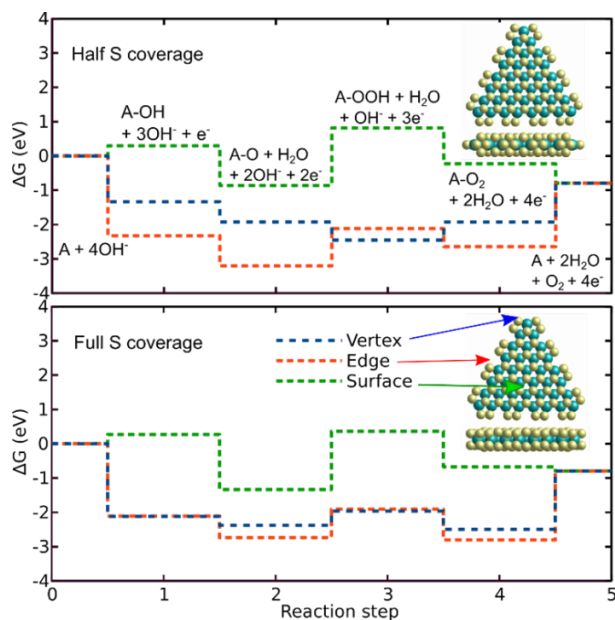 4
3
2
1
0
-1
-2
-3
-4
ΔG (eV)
Half S coverage
A-OH
+ 3OH⁻ + e⁻
A-O + H₂O
+ 2OH⁻ + 2e⁻
A-OOH + H₂O
+ OH⁻ + 3e⁻
A-O₂
+ 2H₂O + 4e⁻
A + 4OH⁻
A + 2H₂O
+ O₂ + 4e⁻
4
3
2
1
0
-1
-2
-3
-4
ΔG (eV)
Full S coverage
Vertex
Edge
Surface
0 1 2 3 4 5
Reaction step